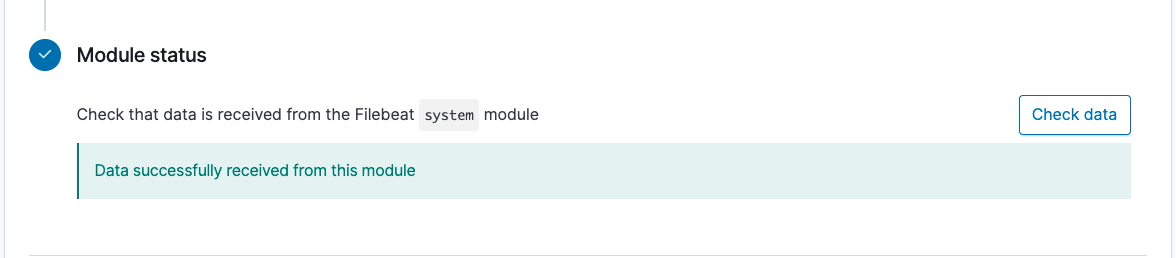 Module status
Check that data is received from the Filebeat system module
Check data
Data successfully received from this module